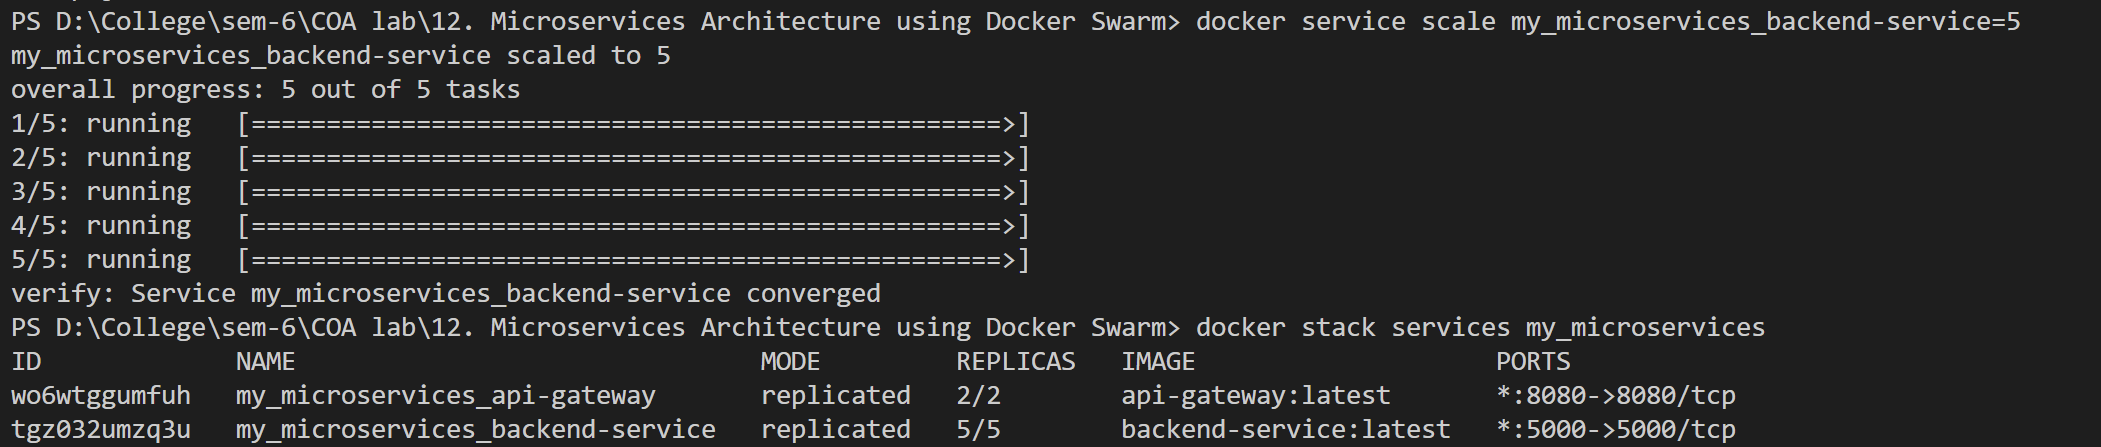 PS D:\College\sem-6\COA lab\12. Microservices Architecture using Docker Swarm> docker service scale my_microservices_backend-service=5
my_microservices_backend-service scaled to 5
overall progress: 5 out of 5 tasks
1/5: running   [==================================================>]
2/5: running   [==================================================>]
3/5: running   [==================================================>]
4/5: running   [==================================================>]
5/5: running   [==================================================>]
verify: Service my_microservices_backend-service converged
PS D:\College\sem-6\COA lab\12. Microservices Architecture using Docker Swarm> docker stack services my_microservices
ID             NAME                               MODE         REPLICAS   IMAGE                    PORTS
wo6wtggumfuh   my_microservices_api-gateway       replicated   2/2        api-gateway:latest       *:8080->8080/tcp
tgz032umzq3u   my_microservices_backend-service   replicated   5/5        backend-service:latest   *:5000->5000/tcp